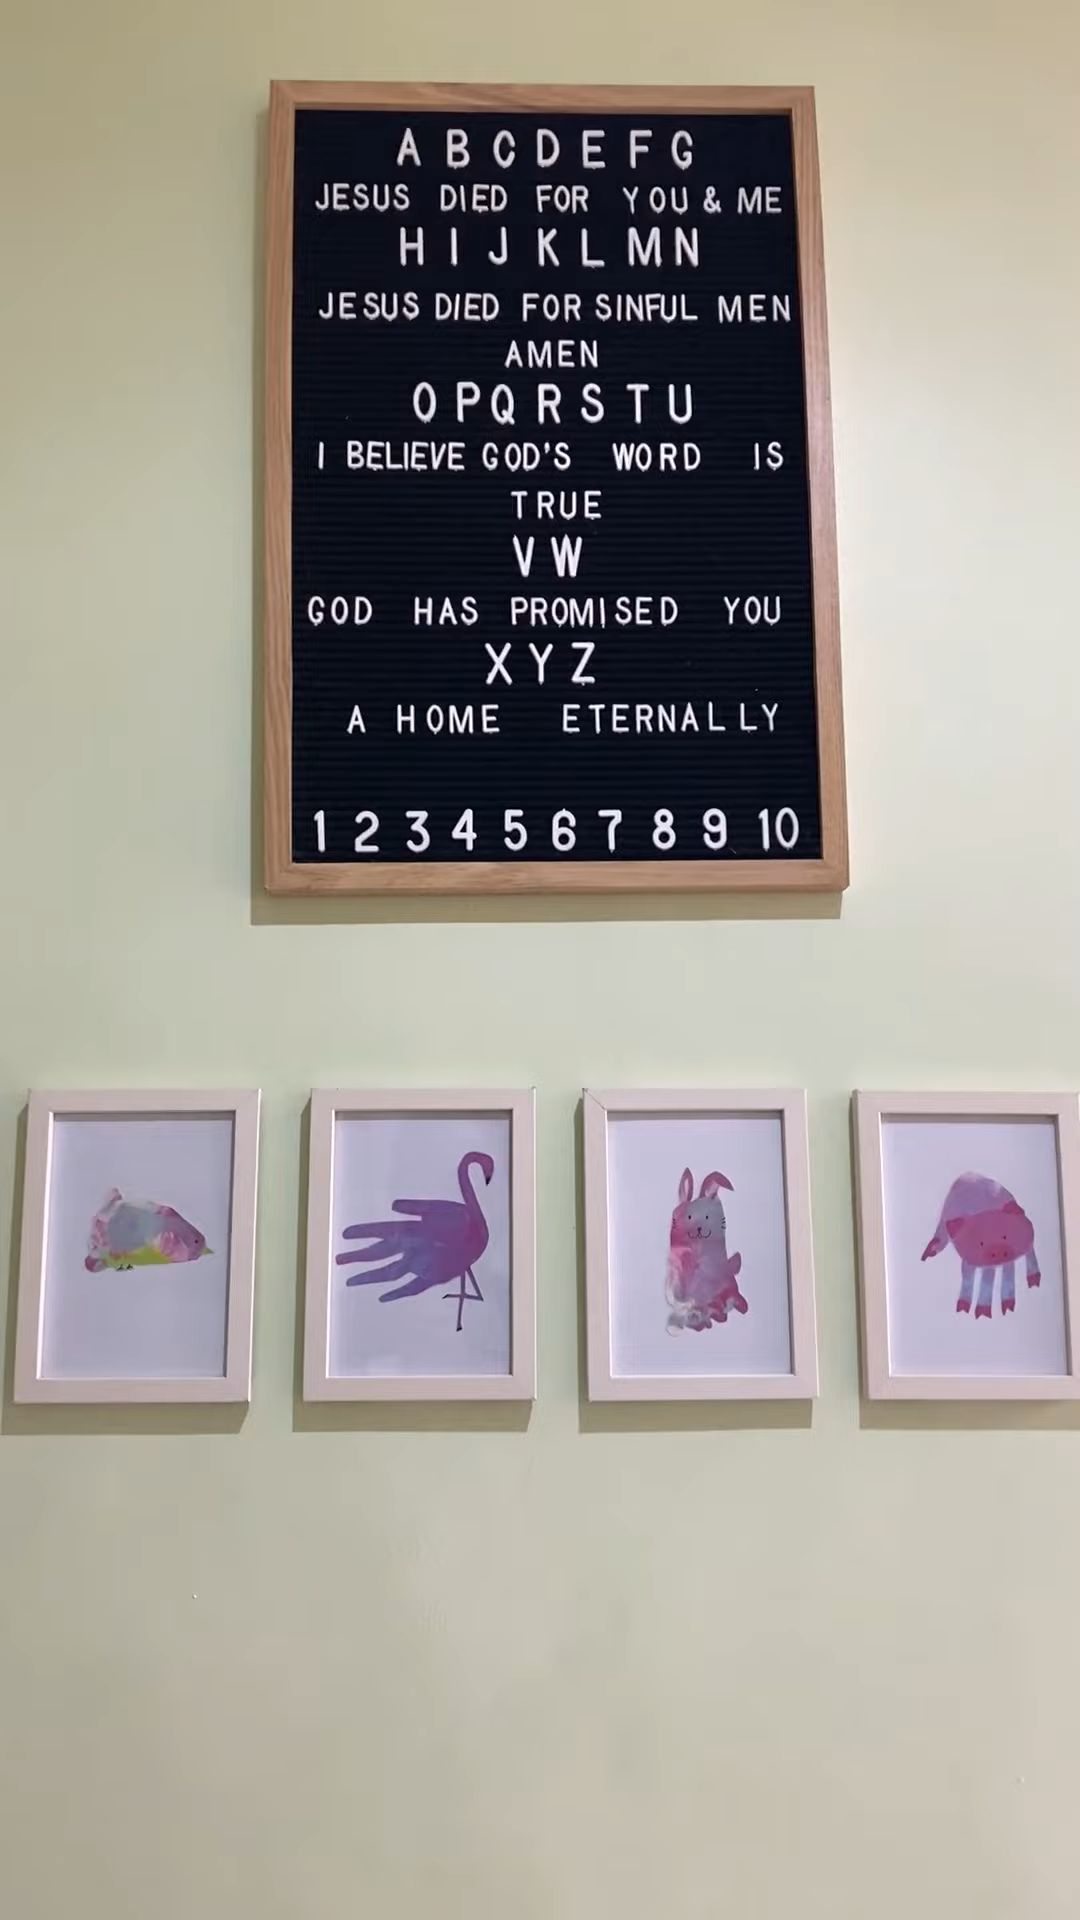 A B C D E F G
JESUS DIED FOR YOU & ME
H I J K L M N
JESUS DIED FOR SINFUL MEN
AMEN
O P Q R S T U
I BELIEVE GOD'S WORD IS
TRUE
V W
GOD HAS PROMISED YOU
X Y Z
A HOME ETERNALLY
1 2 3 4 5 6 7 8 9 10